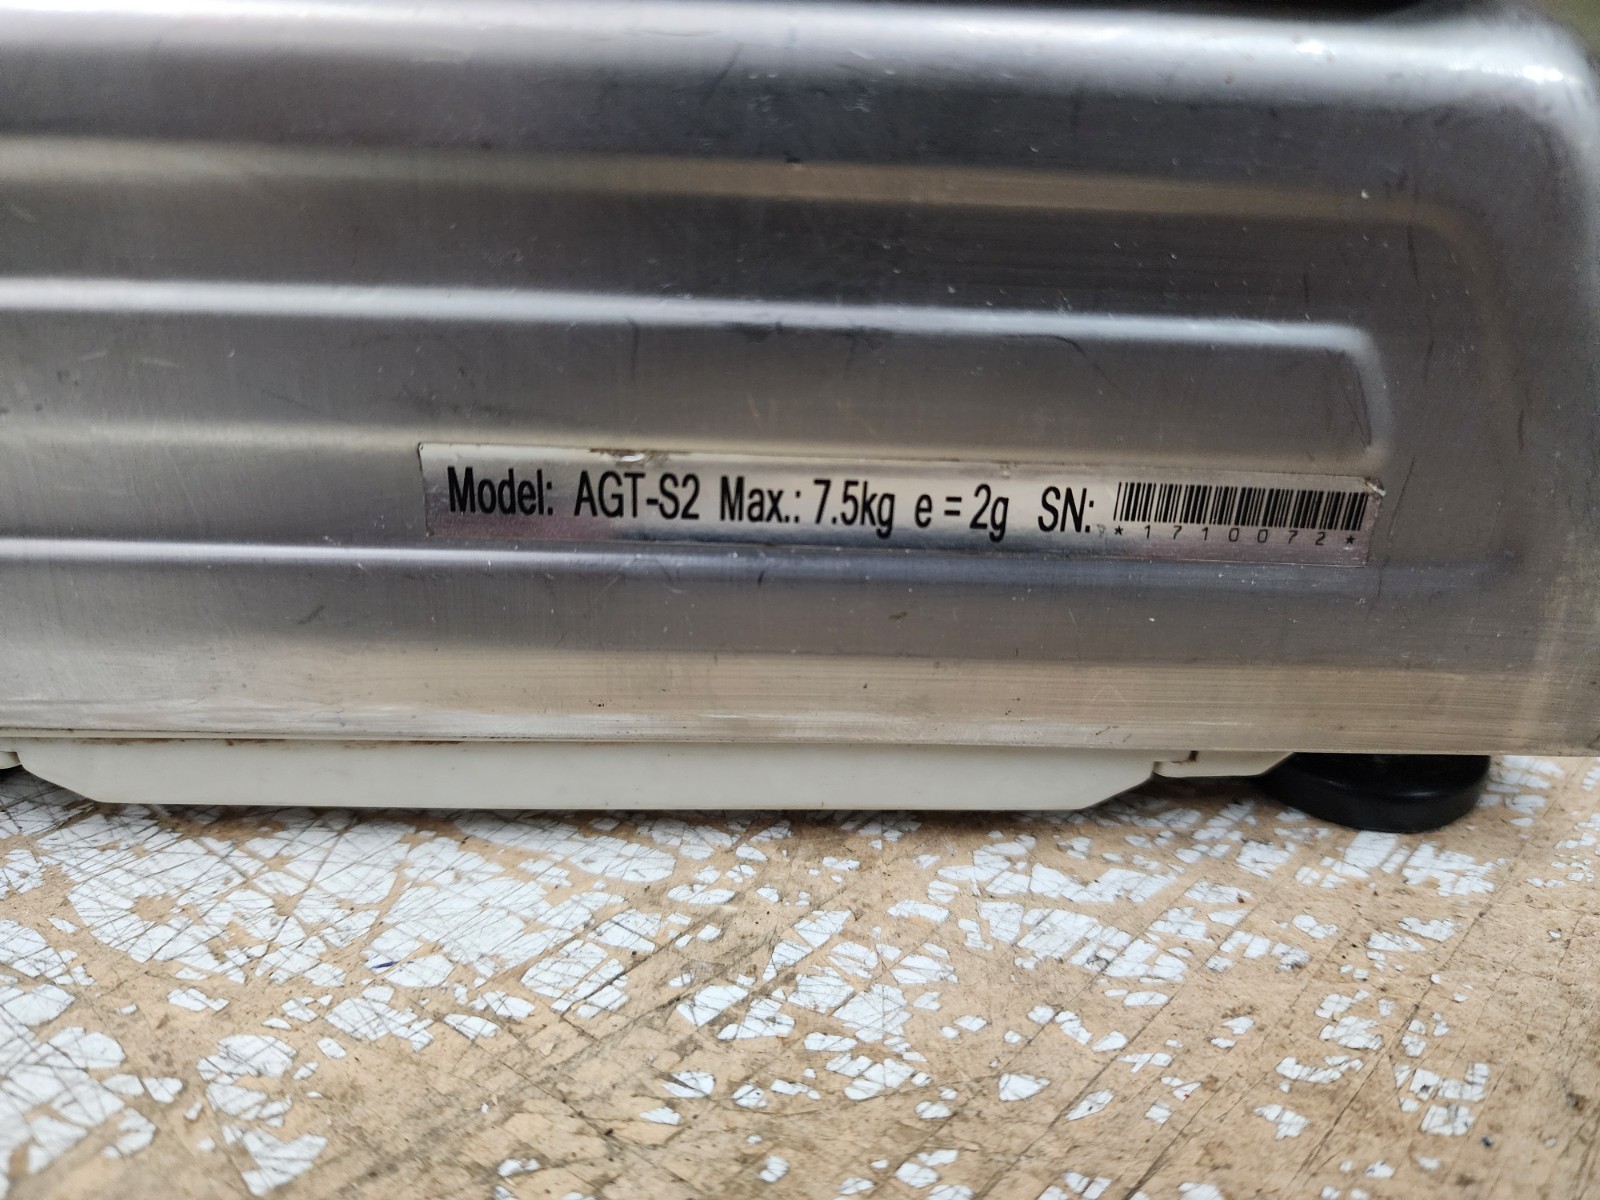 Model: AGT-S2 Max.: 7.5kg e = 2g SN:
*1710072*